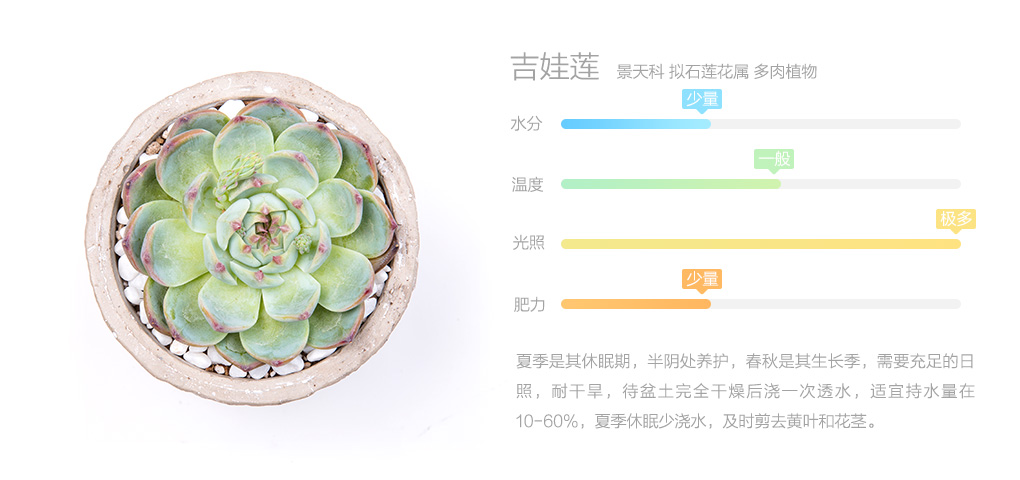 吉娃莲 景天科 拟石莲花属 多肉植物
少量
水分
一般
温度
极多
光照
少量
肥力
夏季是其休眠期，半阴处养护，春秋是其生长季，需要充足的日
照，耐干旱，待盆土完全干燥后浇一次透水，适宜持水量在
10-60%，夏季休眠少浇水，及时剪去黄叶和花茎。